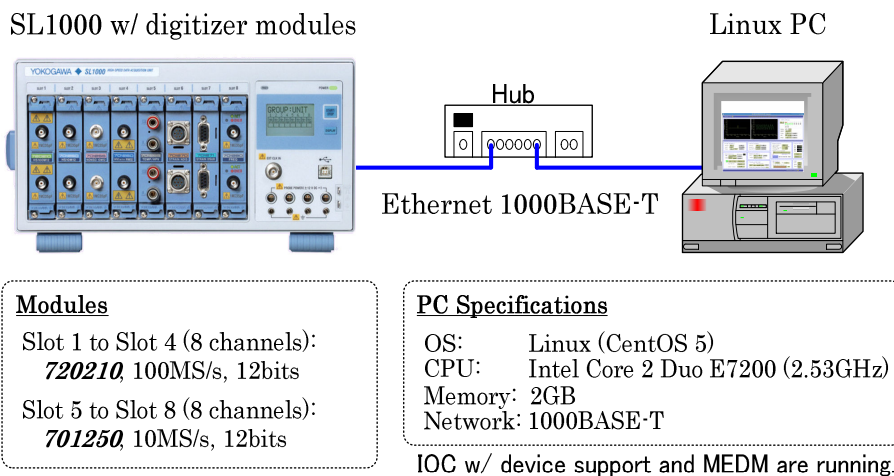 SL1000 w/ digitizer modules
Linux PC
YOKOGAWA ◆ SL1000
Hub
GROUP:UNIT
Ethernet 1000BASE-T
Modules
Slot 1 to Slot 4 (8 channels):
720210, 100MS/s, 12bits
Slot 5 to Slot 8 (8 channels):
701250, 10MS/s, 12bits
PC Specifications
OS: Linux (CentOS 5)
CPU: Intel Core 2 Duo E7200 (2.53GHz)
Memory: 2GB
Network: 1000BASE-T
IOC w/ device support and MEDM are running.